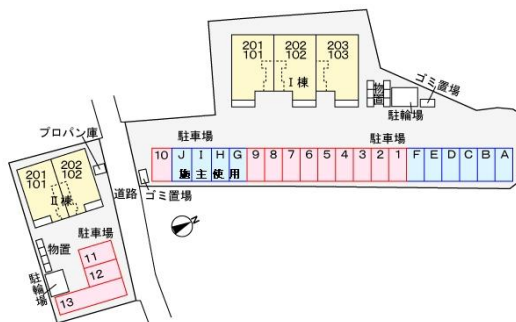 201 202 203
101 102 103
Ⅰ棟
物置
ゴミ置場
駐輪場
駐車場
駐車場
10 J I H G 9 8 7 6 5 4 3 2 1 F E D C B A
施主使用
ゴミ置場
道路
プロパン庫
201 202
101 102
Ⅱ棟
物置
駐車場
駐輪場
11
12
13
N